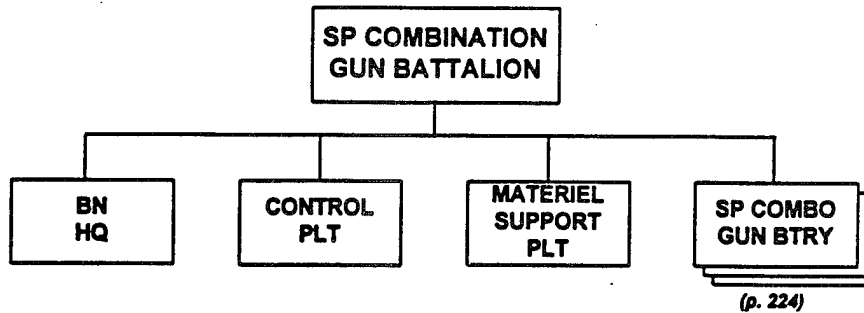 SP COMBINATION
GUN BATTALION
BN
HQ
CONTROL
PLT
MATERIEL
SUPPORT
PLT
SP COMBO
GUN BTRY
(p. 224)